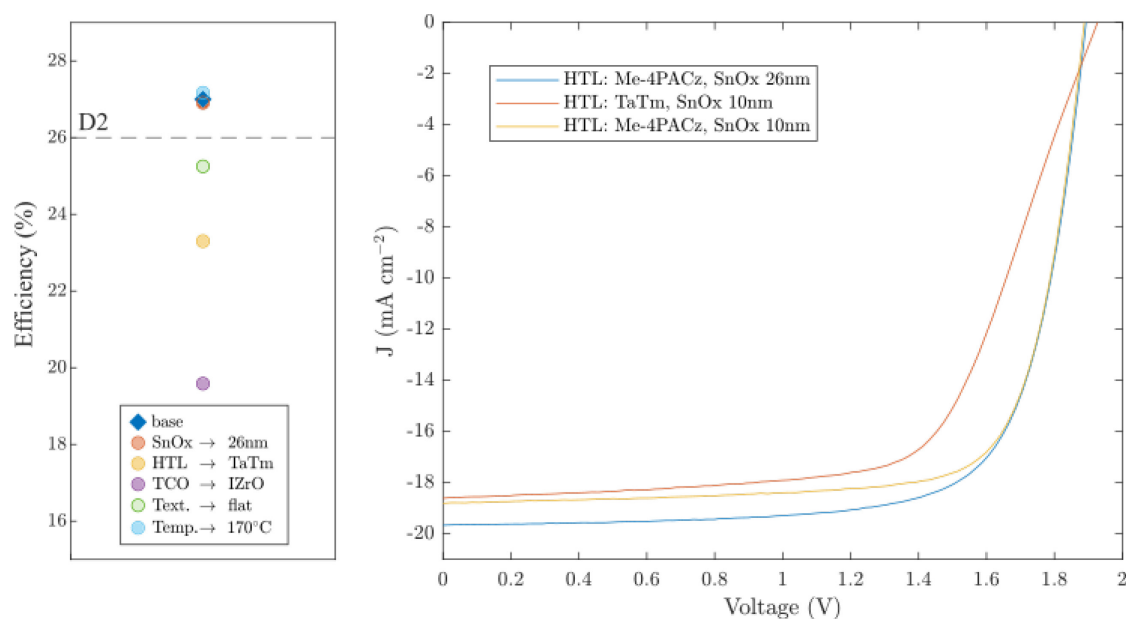 28
26
24
22
20
18
16
Efficiency (%)
D2
base
SnOx → 26nm
HTL → TaTm
TCO → IZrO
Text. → flat
Temp.→ 170°C
-0
-2
-4
-6
-8
-10
-12
-14
-16
-18
-20
J (mA cm⁻²)
HTL: Me-4PACz, SnOx 26nm
HTL: TaTm, SnOx 10nm
HTL: Me-4PACz, SnOx 10nm
0 0.2 0.4 0.6 0.8 1 1.2 1.4 1.6 1.8 2
Voltage (V)